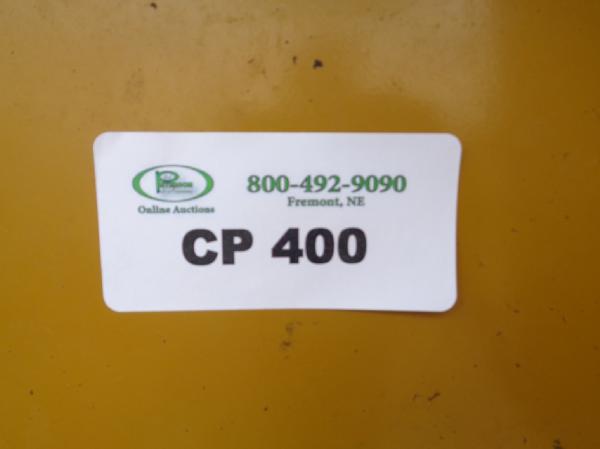 Online Auctions
800-492-9090
Fremont, NE
CP 400